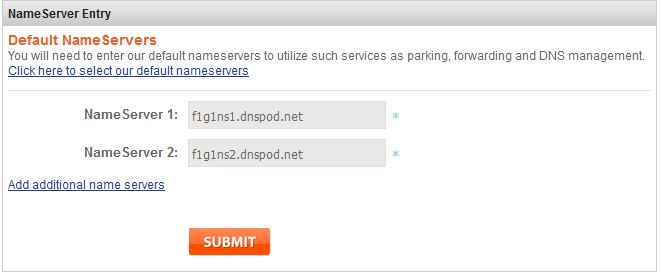 NameServer Entry
Default NameServers
You will need to enter our default nameservers to utilize such services as parking, forwarding and DNS management.
Click here to select our default nameservers
NameServer 1: f1g1ns1.dnspod.net *
NameServer 2: f1g1ns2.dnspod.net *
Add additional name servers
SUBMIT